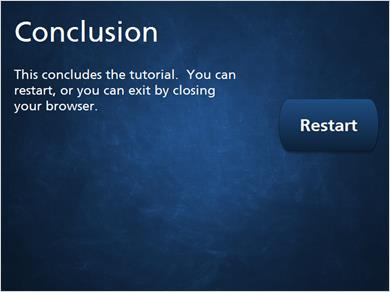 Conclusion
This concludes the tutorial.  You can
restart, or you can exit by closing
your browser.
Restart